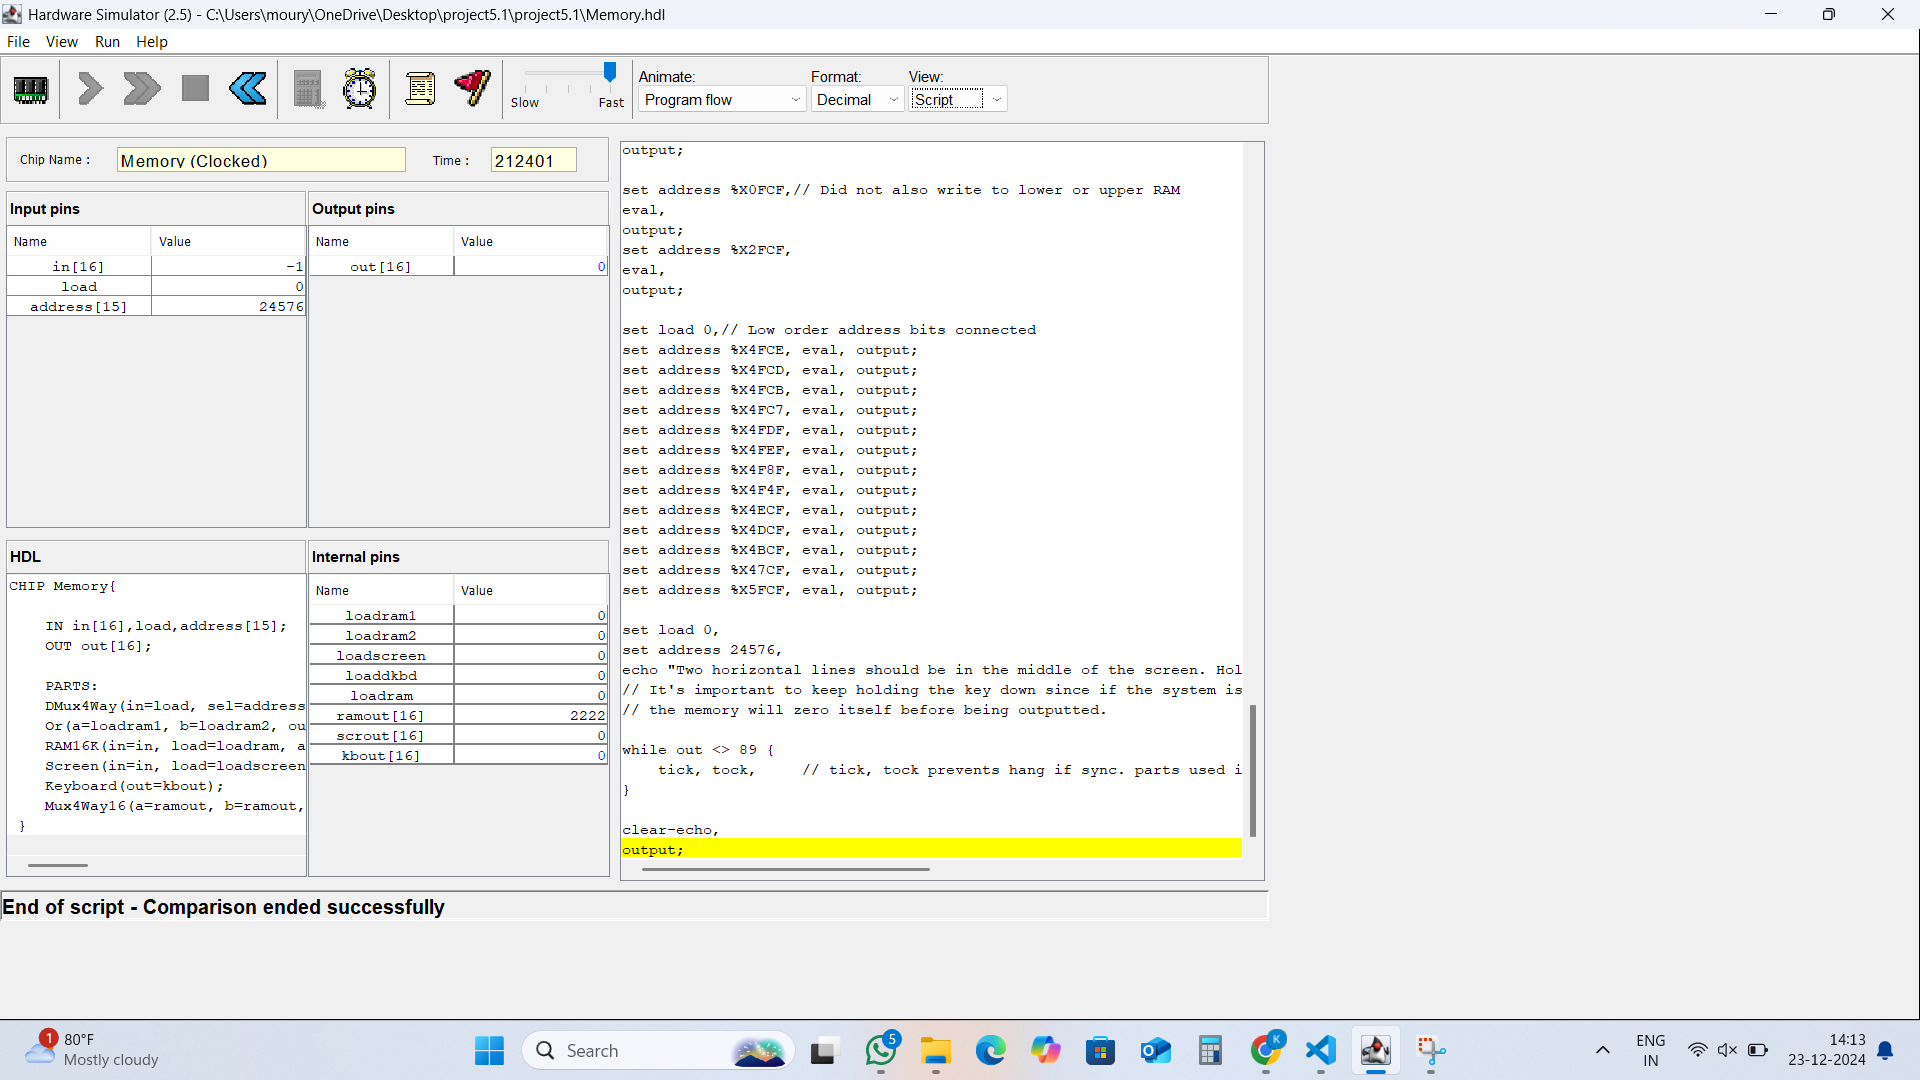 Hardware Simulator (2.5) - C:\Users\moury\OneDrive\Desktop\project5.1\project5.1\Memory.hdl
File View Run Help
Slow Fast
Animate:
Program flow
Format:
Decimal
View:
Script
Chip Name :
Memory (Clocked)
Time :
212401
Input pins
Name Value
in[16] -1
load 0
address[15] 24576
Output pins
Name Value
out[16] 0
HDL
CHIP Memory{
IN in[16],load,address[15];
OUT out[16];
PARTS:
DMux4Way(in=load, sel=address
Or(a=loadram1, b=loadram2, ou
RAM16K(in=in, load=loadram, a
Screen(in=in, load=loadscreen
Keyboard(out=kbout);
Mux4Way16(a=ramout, b=ramout,
}
Internal pins
Name Value
loadram1 0
loadram2 0
loadscreen 0
loaddkbd 0
loadram 0
ramout[16] 2222
scrout[16] 0
kbout[16] 0
output;
set address %X0FCF,// Did not also write to lower or upper RAM
eval,
output;
set address %X2FCF,
eval,
output;
set load 0,// Low order address bits connected
set address %X4FCE, eval, output;
set address %X4FCD, eval, output;
set address %X4FCB, eval, output;
set address %X4FC7, eval, output;
set address %X4FDF, eval, output;
set address %X4FEF, eval, output;
set address %X4F8F, eval, output;
set address %X4F4F, eval, output;
set address %X4ECF, eval, output;
set address %X4DCF, eval, output;
set address %X4BCF, eval, output;
set address %X47CF, eval, output;
set address %X5FCF, eval, output;
set load 0,
set address 24576,
echo "Two horizontal lines should be in the middle of the screen. Hol
// It's important to keep holding the key down since if the system is
// the memory will zero itself before being outputted.
while out <> 89 {
tick, tock, // tick, tock prevents hang if sync. parts used i
}
clear-echo,
output;
End of script - Comparison ended successfully
1
80°F
Mostly cloudy
Search
5
K
ENG
IN
14:13
23-12-2024